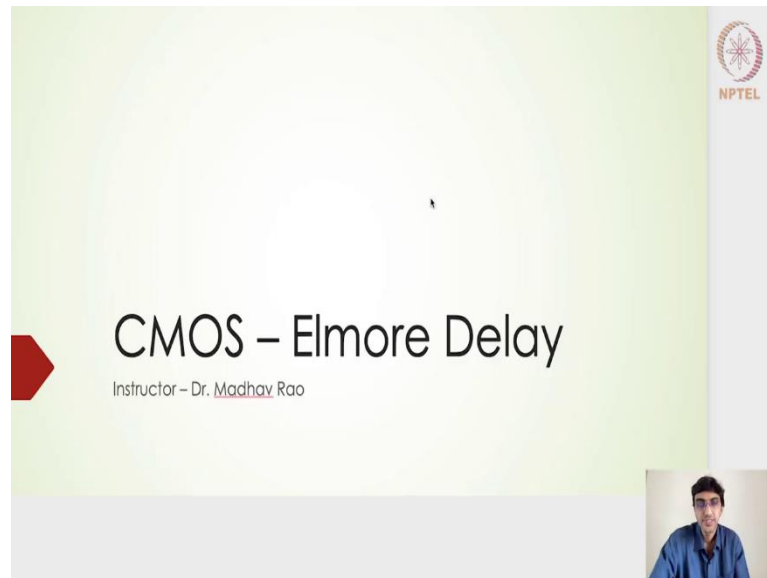 NPTEL
CMOS – Elmore Delay
Instructor – Dr. Madhav Rao